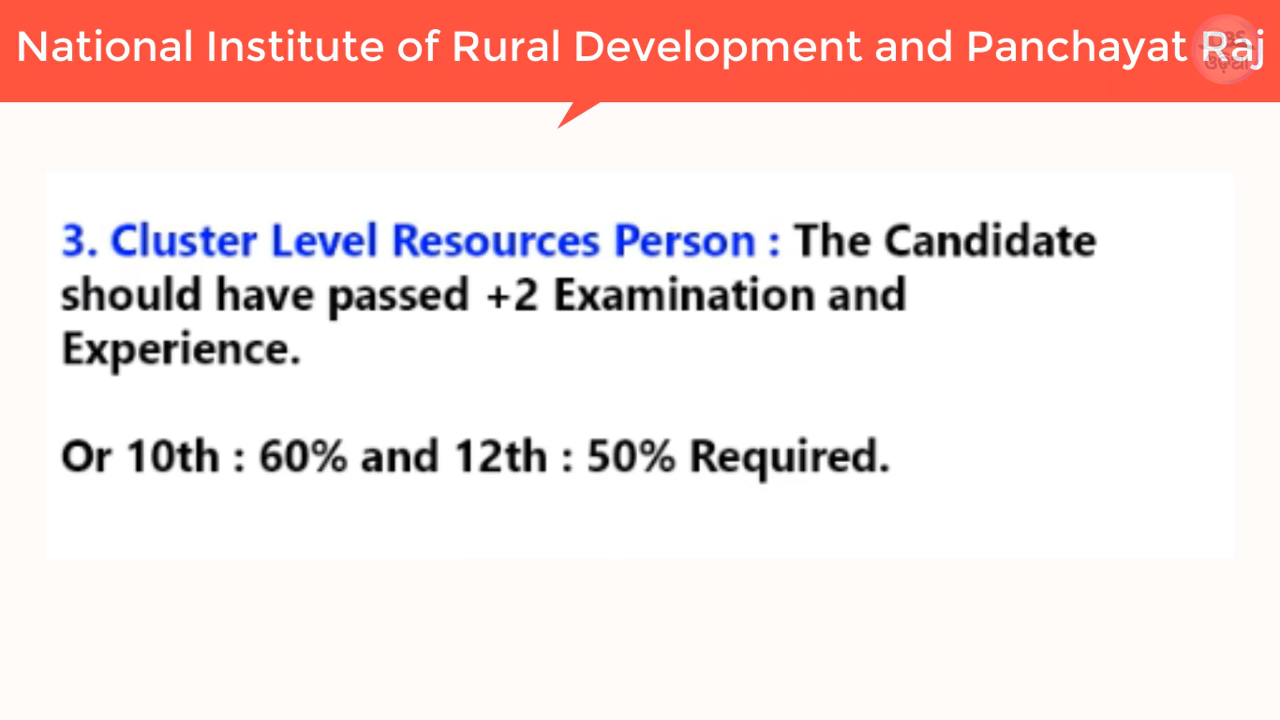 National Institute of Rural Development and Panchayat Raj
3. Cluster Level Resources Person : The Candidate
should have passed +2 Examination and
Experience.
Or 10th : 60% and 12th : 50% Required.